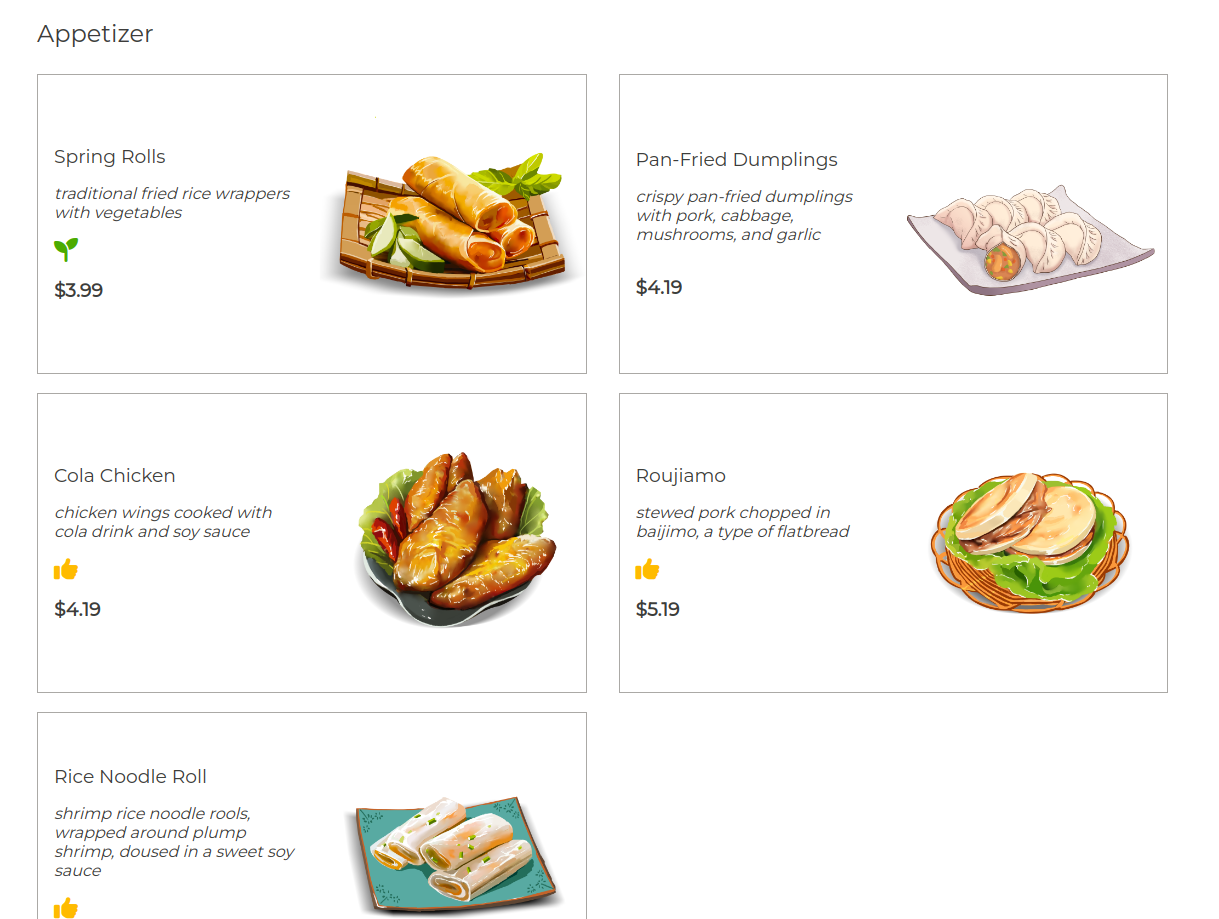 Appetizer
Spring Rolls
traditional fried rice wrappers
with vegetables
$3.99
Pan-Fried Dumplings
crispy pan-fried dumplings
with pork, cabbage,
mushrooms, and garlic
$4.19
Cola Chicken
chicken wings cooked with
cola drink and soy sauce
$4.19
Roujiamo
stewed pork chopped in
baijimo, a type of flatbread
$5.19
Rice Noodle Roll
shrimp rice noodle rools,
wrapped around plump
shrimp, doused in a sweet soy
sauce